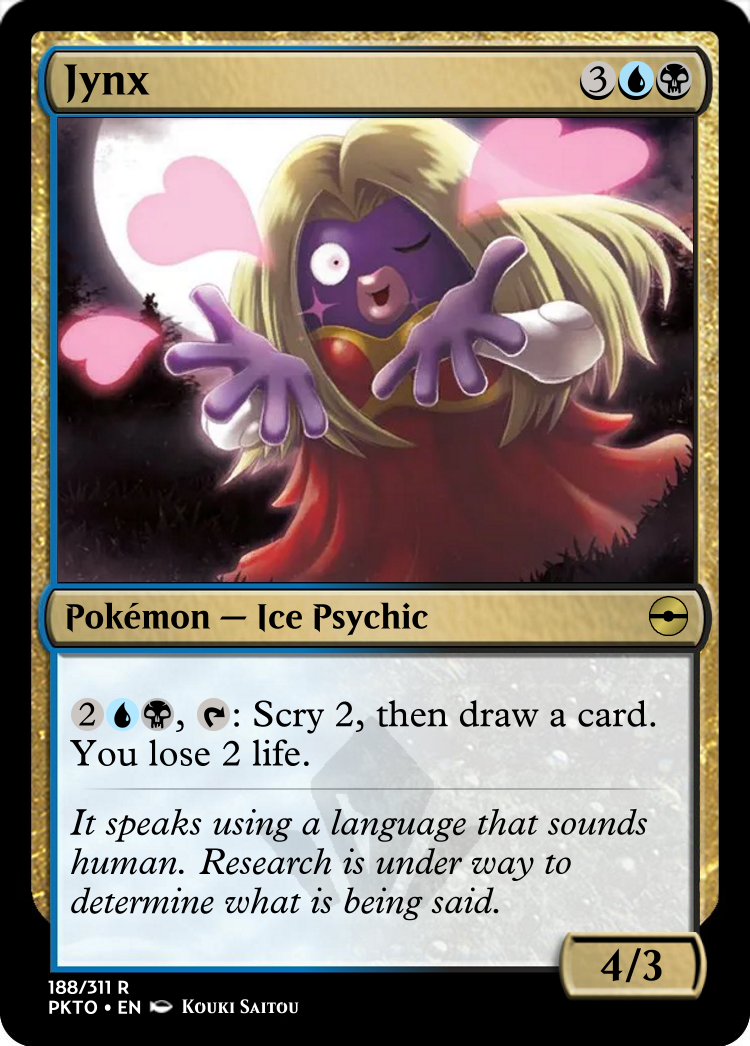 Jynx 3
Pokémon — Ice Psychic
2, : Scry 2, then draw a card.
You lose 2 life.
It speaks using a language that sounds
human. Research is under way to
determine what is being said.
4/3
188/311 R
PKTO • EN Kouki Saitou